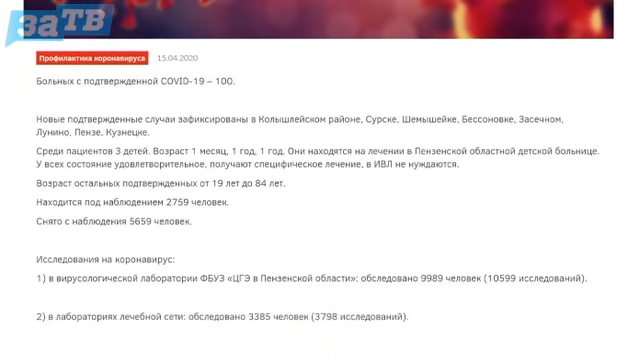 заТВ
Профилактика коронавируса 15.04.2020
Больных с подтвержденной COVID-19 – 100.
Новые подтвержденные случаи зафиксированы в Колышлейском районе, Сурске, Шемышейке, Бессоновке, Засечном,
Лунино, Пензе, Кузнецке.
Среди пациентов 3 детей. Возраст 1 месяц, 1 год, 1 год. Они находятся на лечении в Пензенской областной детской больнице.
У всех состояние удовлетворительное, получают специфическое лечение, в ИВЛ не нуждаются.
Возраст остальных подтвержденных от 19 лет до 84 лет.
Находится под наблюдением 2759 человек.
Снято с наблюдения 5659 человек.
Исследования на коронавирус:
1) в вирусологической лаборатории ФБУЗ «ЦГЭ в Пензенской области»: обследовано 9989 человек (10599 исследований).
2) в лабораториях лечебной сети: обследовано 3385 человек (3798 исследований).